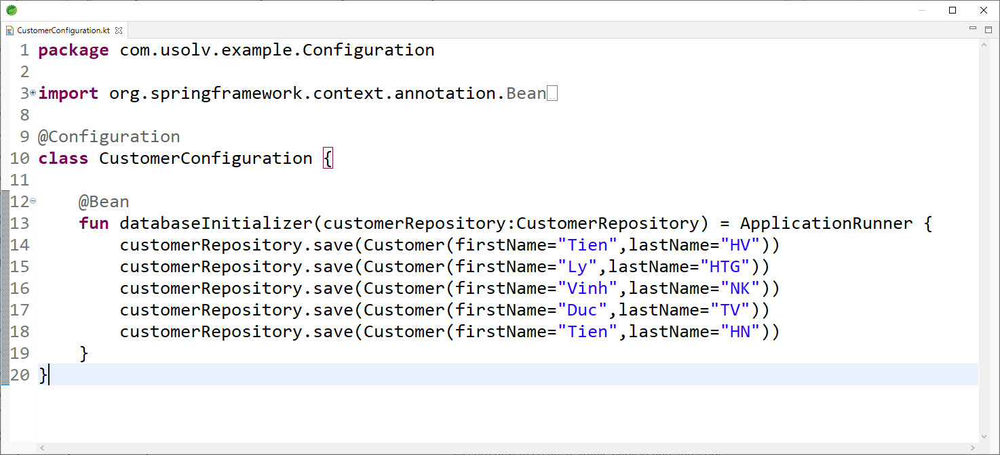 CustomerConfiguration.kt
1 package com.usolv.example.Configuration
2
3 import org.springframework.context.annotation.Bean
8
9 @Configuration
10 class CustomerConfiguration {
11
12     @Bean
13     fun databaseInitializer(customerRepository:CustomerRepository) = ApplicationRunner {
14         customerRepository.save(Customer(firstName="Tien",lastName="HV"))
15         customerRepository.save(Customer(firstName="Ly",lastName="HTG"))
16         customerRepository.save(Customer(firstName="Vinh",lastName="NK"))
17         customerRepository.save(Customer(firstName="Duc",lastName="TV"))
18         customerRepository.save(Customer(firstName="Tien",lastName="HN"))
19     }
20 }